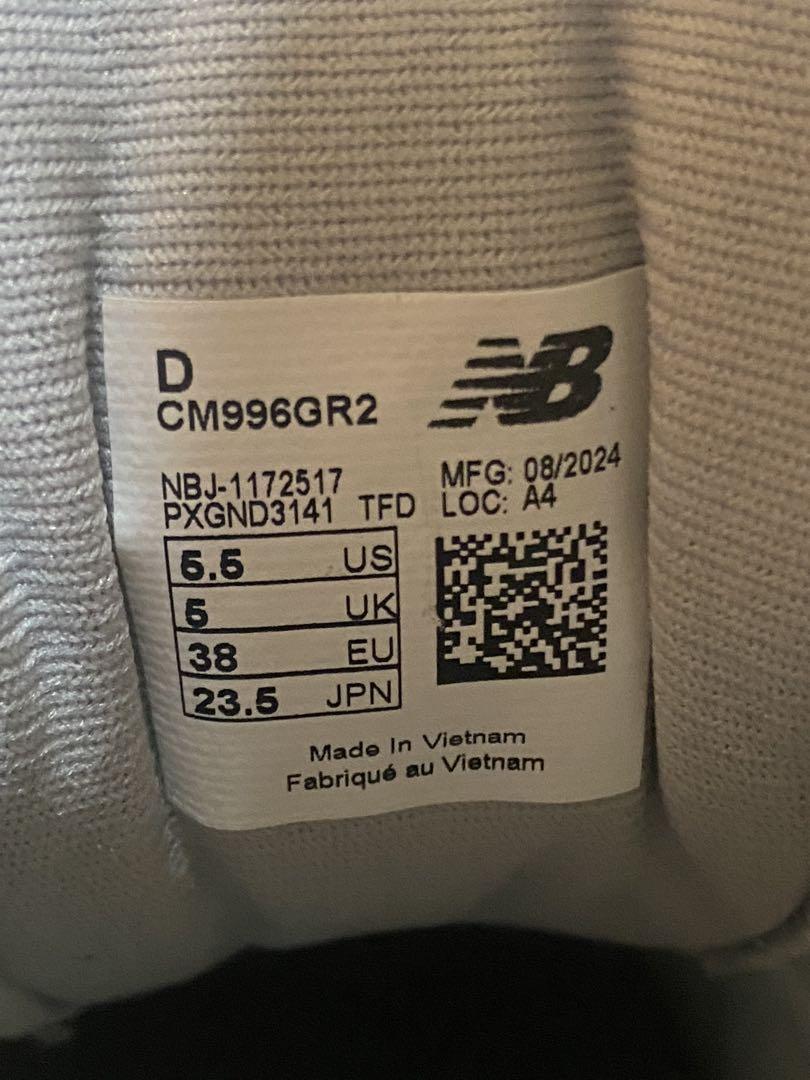 D
CM996GR2
NB
NBJ-1172517
PXGND3141 TFD
MFG: 08/2024
LOC: A4
5.5 US
5 UK
38 EU
23.5 JPN
Made In Vietnam
Fabriqué au Vietnam